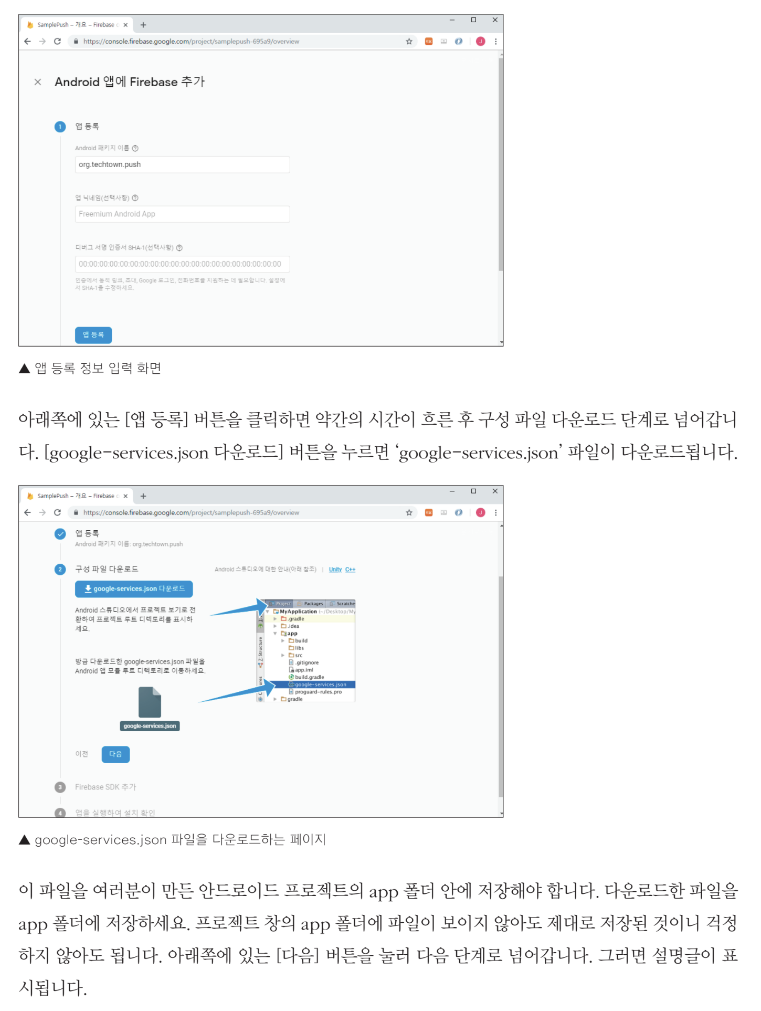 SamplePush – 개요 – Firebase
https://console.firebase.google.com/project/samplepush-695a9/overview
Android 앱에 Firebase 추가
1 앱 등록
Android 패키지 이름
org.techtown.push
앱 닉네임(선택사항)
Freemium Android App
디버그 서명 인증서 SHA-1(선택사항)
00:00:00:00:00:00:00:00:00:00:00:00:00:00:00:00:00:00:00:00
앱 등록
▲ 앱 등록 정보 입력 화면
아래쪽에 있는 [앱 등록] 버튼을 클릭하면 약간의 시간이 흐른 후 구성 파일 다운로드 단계로 넘어갑니
다. [google-services.json 다운로드] 버튼을 누르면 ‘google-services.json’ 파일이 다운로드됩니다.
SamplePush – 개요 – Firebase
https://console.firebase.google.com/project/samplepush-695a9/overview
앱 등록
Android 패키지 이름: org.techtown.push
2 구성 파일 다운로드
Android 스튜디오에 대한 안내(아래 참조) | Unity C++
google-services.json 다운로드
Android 스튜디오에서 프로젝트 보기로 전
환하여 프로젝트 루트 디렉토리를 표시하
세요.
방금 다운로드한 google-services.json 파일을
Android 앱 모듈 루트 디렉토리로 이동하세요.
google-services.json
Project Packages
MyApplication
.gradle
.idea
app
build
libs
src
.gitignore
app.iml
build.gradle
google-services.json
proguard-rules.pro
gradle
이전 다음
3 Firebase SDK 추가
4 앱을 실행하여 설치 확인
▲ google-services.json 파일을 다운로드하는 페이지
이 파일을 여러분이 만든 안드로이드 프로젝트의 app 폴더 안에 저장해야 합니다. 다운로드한 파일을
app 폴더에 저장하세요. 프로젝트 창의 app 폴더에 파일이 보이지 않아도 제대로 저장된 것이니 걱정
하지 않아도 됩니다. 아래쪽에 있는 [다음] 버튼을 눌러 다음 단계로 넘어갑니다. 그러면 설명글이 표
시됩니다.